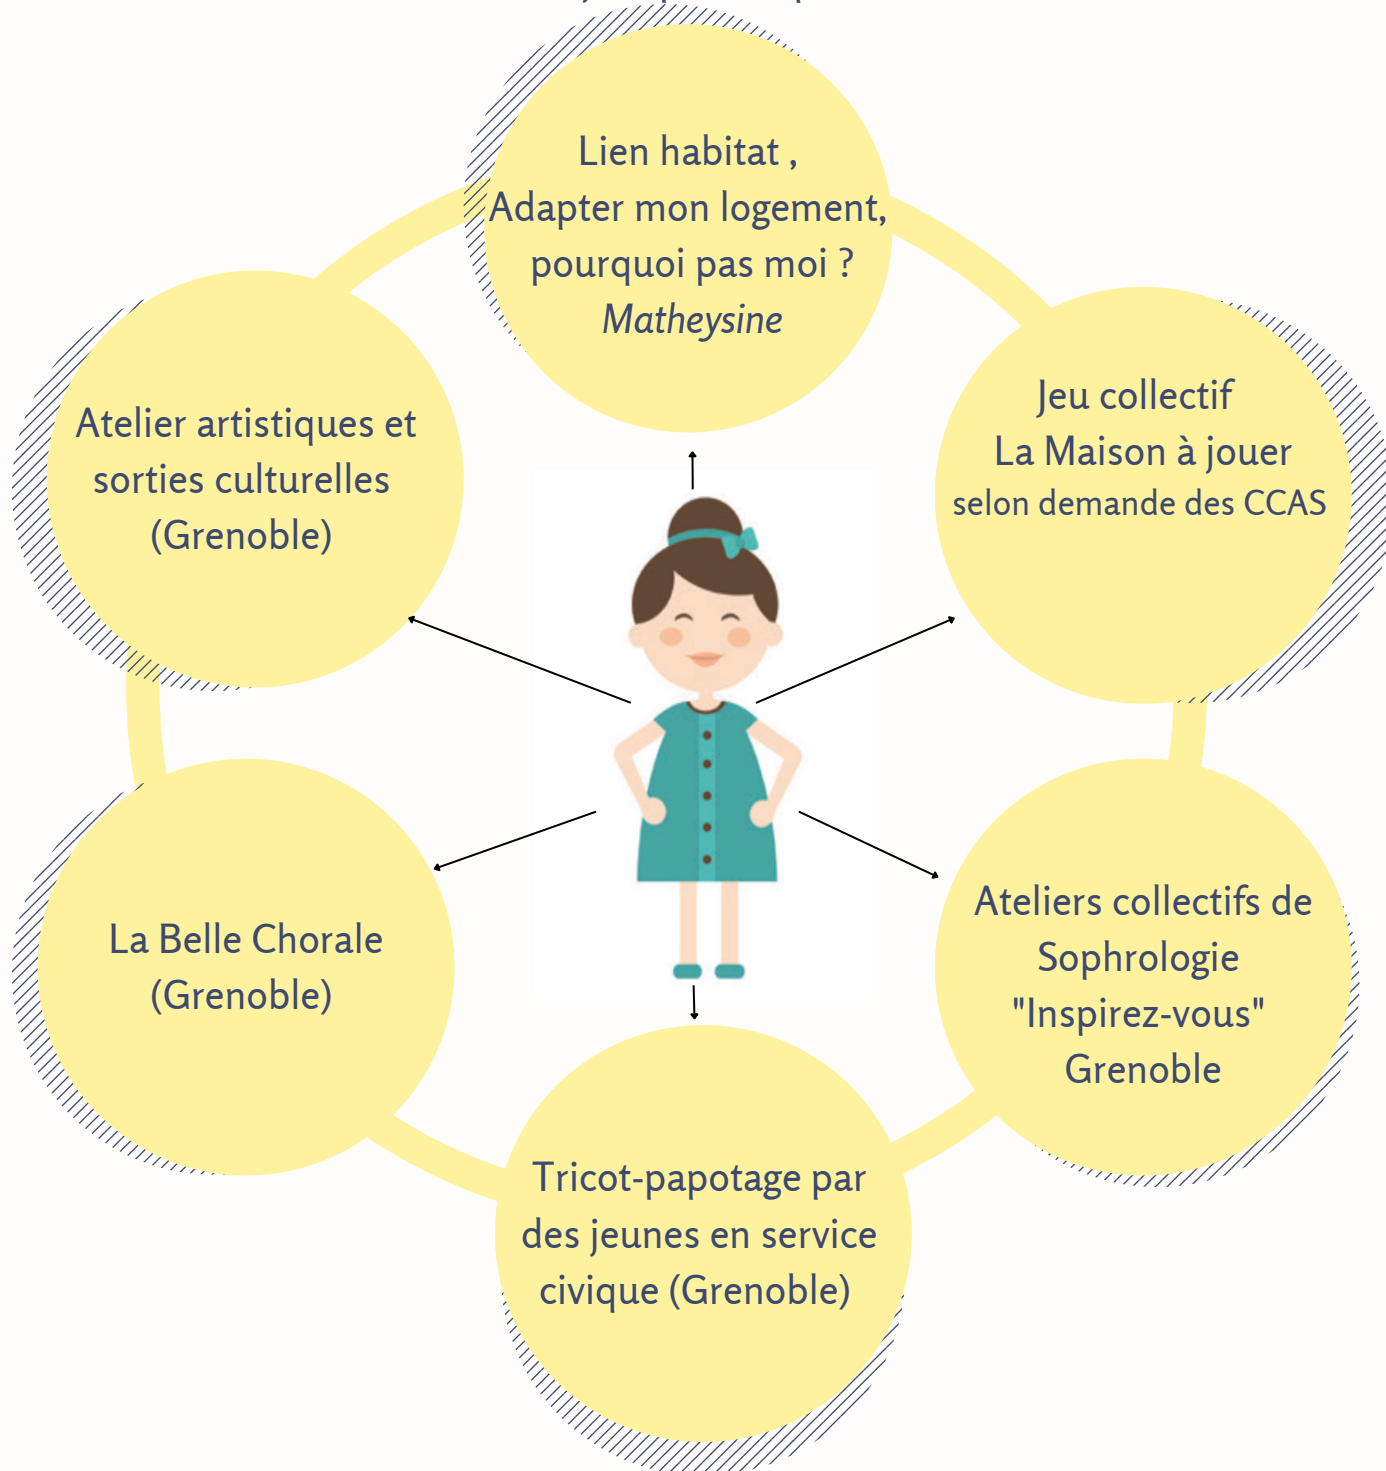 Lien habitat ,
Adapter mon logement,
pourquoi pas moi ?
Matheysine
Jeu collectif
La Maison à jouer
selon demande des CCAS
Atelier artistiques et
sorties culturelles
(Grenoble)
Ateliers collectifs de
Sophrologie
"Inspirez-vous"
Grenoble
La Belle Chorale
(Grenoble)
Tricot-papotage par
des jeunes en service
civique (Grenoble)